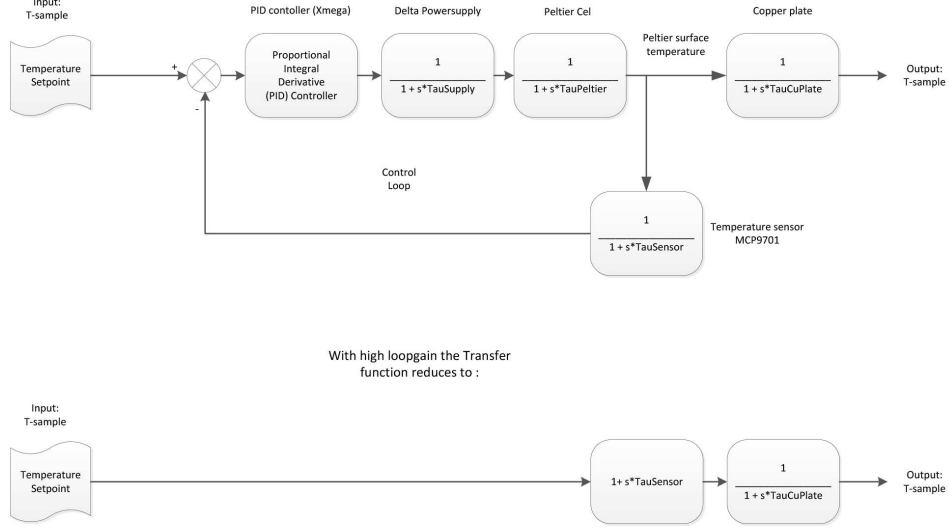 Input:
T-sample
PID contoller (Xmega)
Delta Powersupply
Peltier Cel
Copper plate
Temperature
Setpoint
+
-
Proportional
Integral
Derivative
(PID) Controller
1
1 + s*TauSupply
1
1 + s*TauPeltier
Peltier surface
temperature
1
1 + s*TauCuPlate
Output:
T-sample
Control
Loop
1
1 + s*TauSensor
Temperature sensor
MCP9701
With high loopgain the Transfer
function reduces to :
Input:
T-sample
Temperature
Setpoint
1+ s*TauSensor
1
1 + s*TauCuPlate
Output:
T-sample